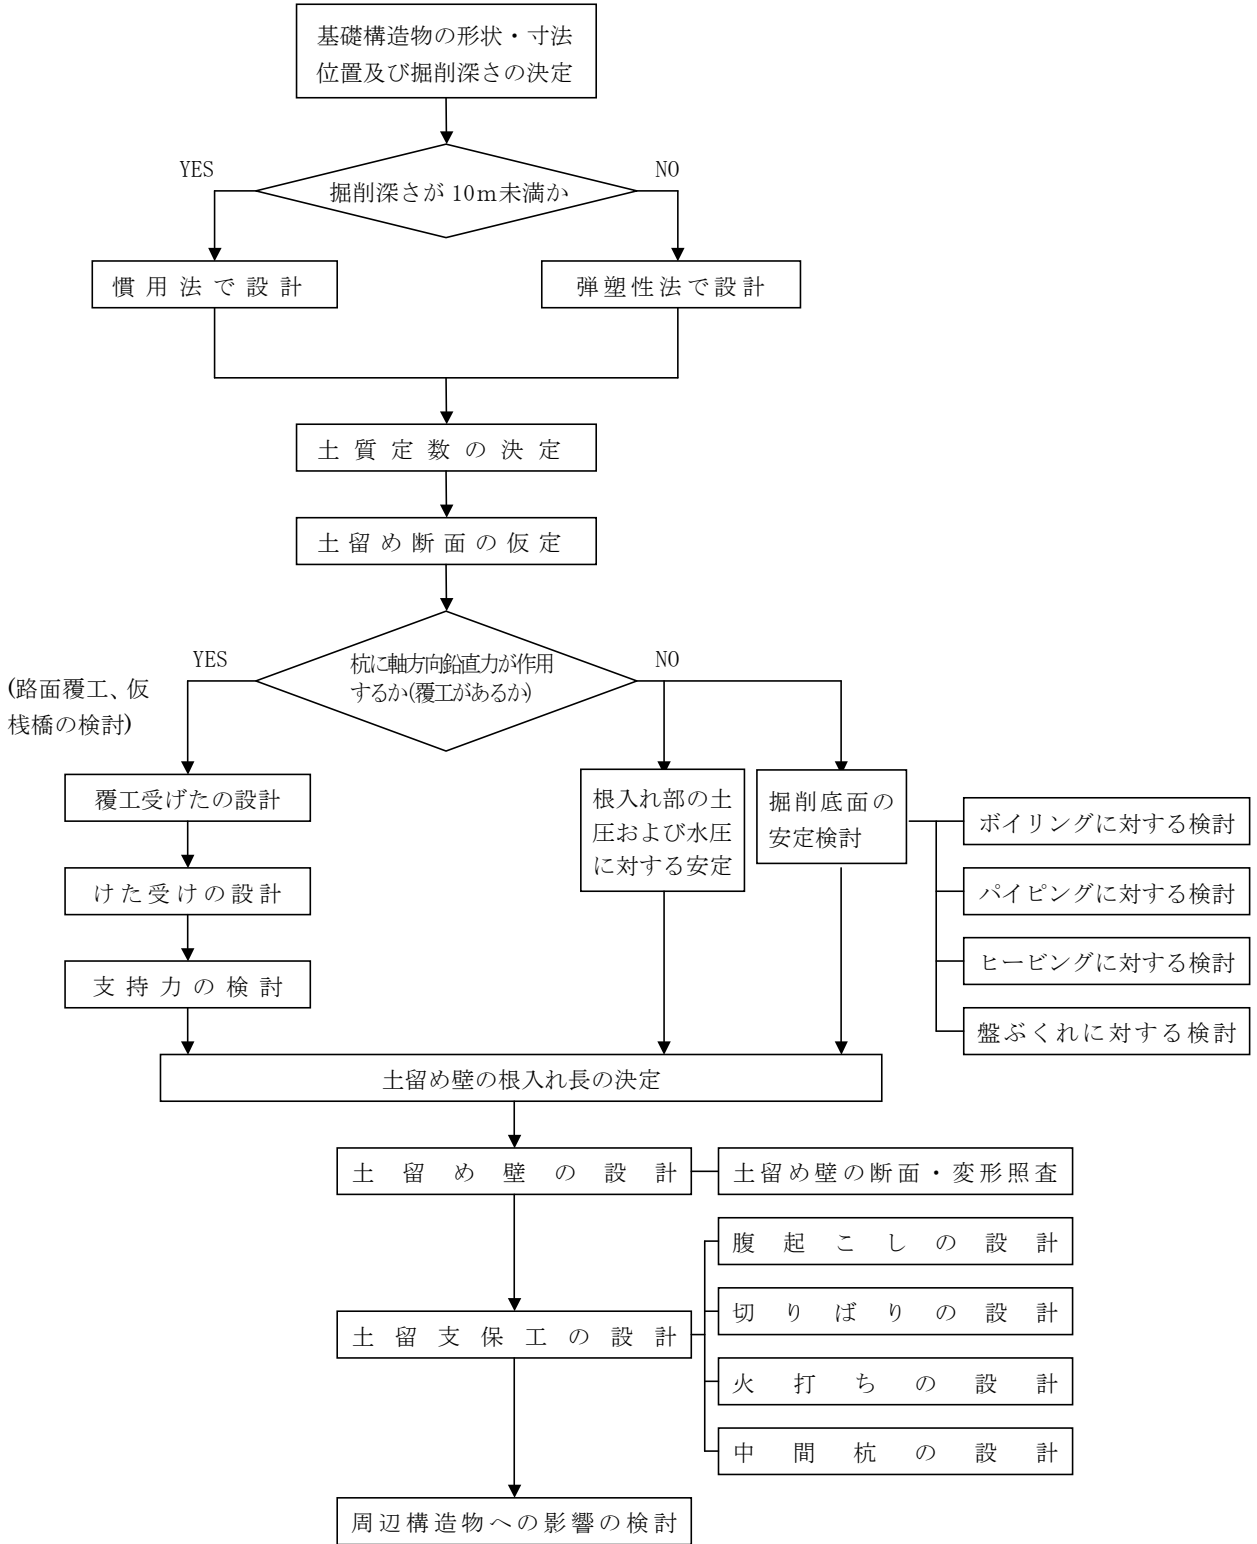 基礎構造物の形状・寸法
位置及び掘削深さの決定
YES
NO
掘削深さが 10m未満か
慣用法で設計
弾塑性法で設計
土質定数の決定
土留め断面の仮定
YES
NO
杭に軸方向鉛直力が作用
するか(覆工があるか)
(路面覆工、仮
桟橋の検討)
覆工受げたの設計
けた受けの設計
支持力の検討
根入れ部の土
圧および水圧
に対する安定
掘削底面の
安定検討
ボイリングに対する検討
パイピングに対する検討
ヒービングに対する検討
盤ぶくれに対する検討
土留め壁の根入れ長の決定
土留め壁の設計
土留め壁の断面・変形照査
土留支保工の設計
腹起こしの設計
切りばりの設計
火打ちの設計
中間杭の設計
周辺構造物への影響の検討